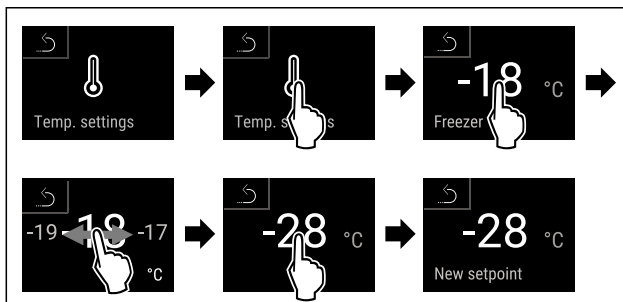 Temp. settings
Temp. s s
-18 °C
Freezer
-19 -18 -17
°C
-28 °C
-28 °C
New setpoint